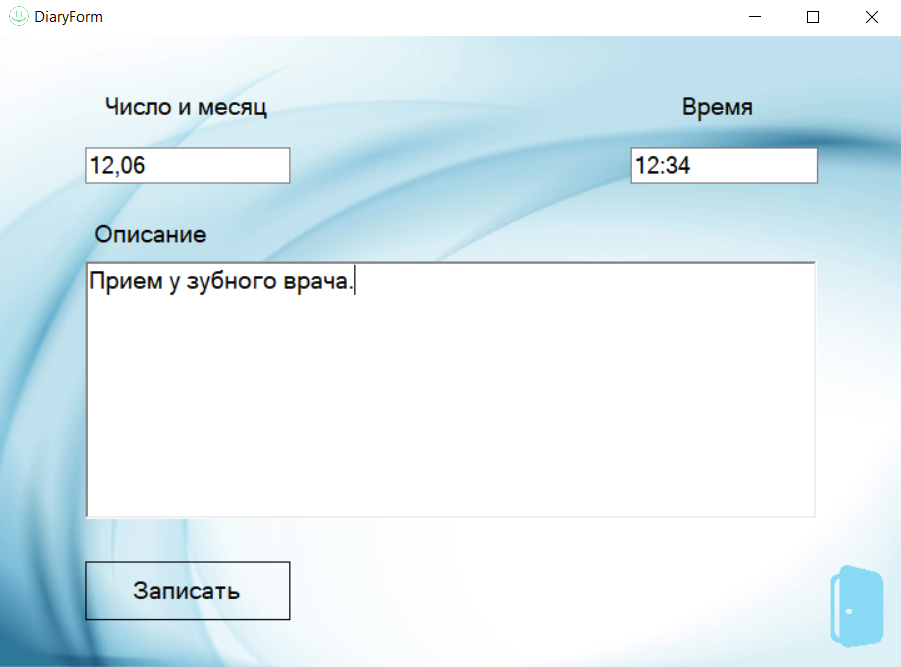 DiaryForm
Число и месяц
Время
12,06
12:34
Описание
Прием у зубного врача.
Записать